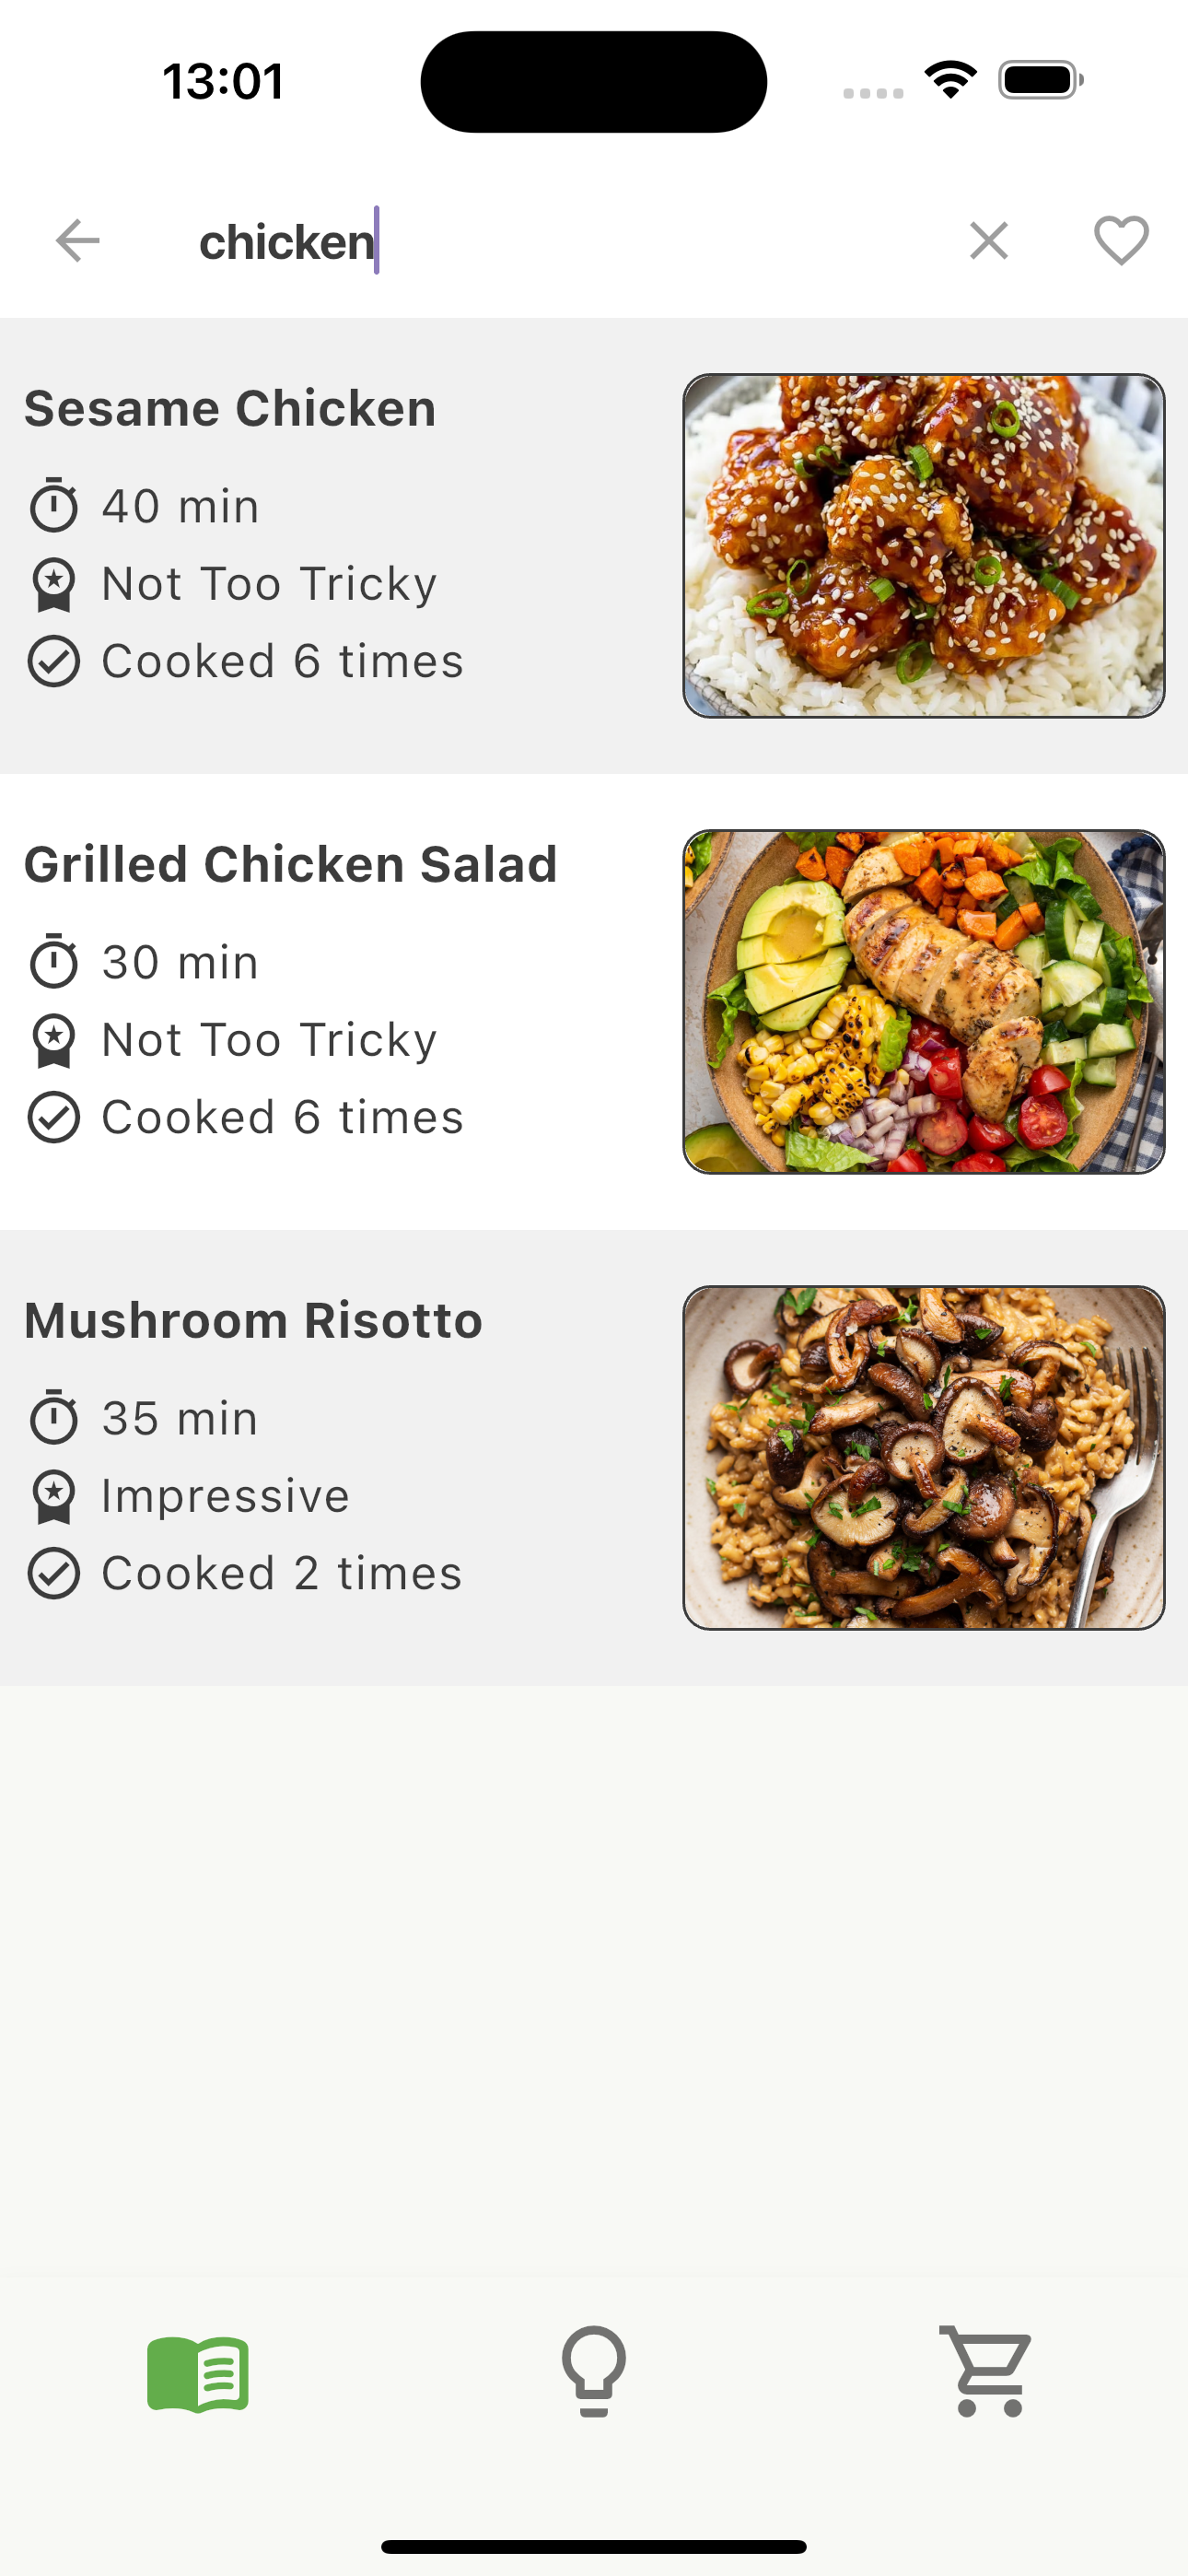 13:01
chicken
Sesame Chicken
40 min
Not Too Tricky
Cooked 6 times
Grilled Chicken Salad
30 min
Not Too Tricky
Cooked 6 times
Mushroom Risotto
35 min
Impressive
Cooked 2 times